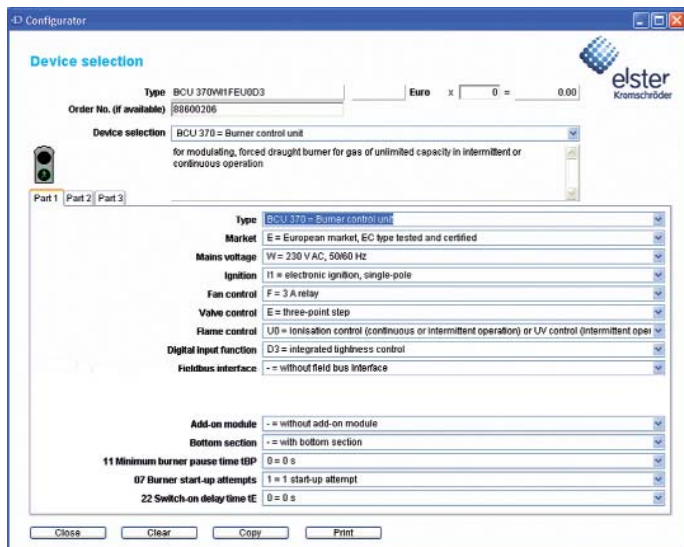 Configurator
Device selection
elster
Kromschröder
Type BCU 370WI1FEU0D3 Euro x 0 = 0.00
Order No. (if available) 88600206
Device selection BCU 370 = Burner control unit
for modulating, forced draught burner for gas of unlimited capacity in intermittent or
continuous operation
Part 1 Part 2 Part 3
Type BCU 370 = Burner control unit
Market E = European market, EC type tested and certified
Mains voltage W = 230 V AC, 50/60 Hz
Ignition I1 = electronic ignition, single-pole
Fan control F = 3 A relay
Valve control E = three-point step
Flame control U0 = Ionisation control (continuous or intermittent operation) or UV control (intermittent oper
Digital input function D3 = integrated tightness control
Fieldbus interface - = without field bus interface
Add-on module - = without add-on module
Bottom section - = with bottom section
11 Minimum burner pause time tBP 0 = 0 s
07 Burner start-up attempts 1 = 1 start-up attempt
22 Switch-on delay time tE 0 = 0 s
Close Clear Copy Print